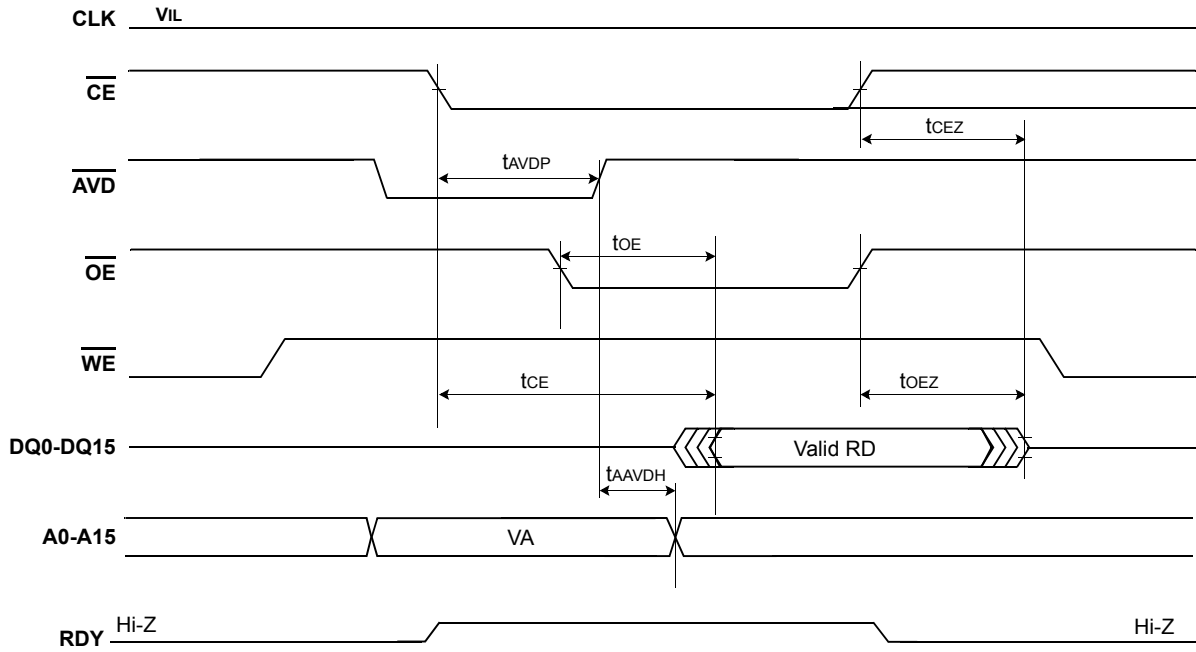 CLK VIL
CE
tCEZ
AVD tAVDP
OE tOE
WE
tCE tOEZ
DQ0-DQ15 Valid RD
tAAVDH
A0-A15 VA
RDY Hi-Z Hi-Z